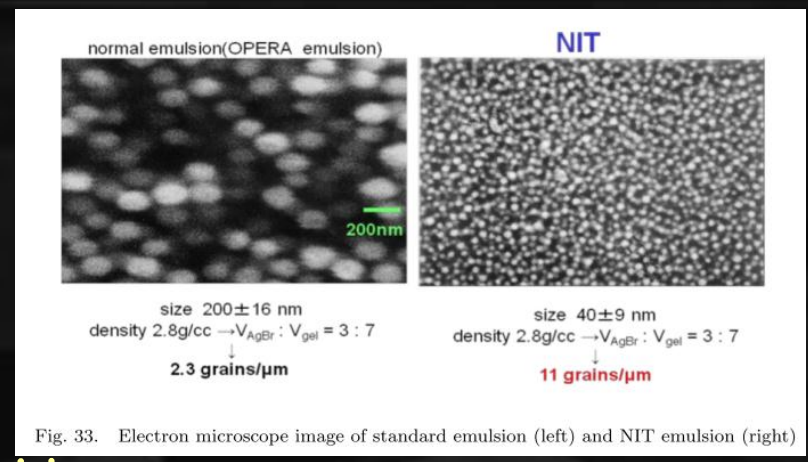 normal emulsion(OPERA emulsion)
200nm
size 200±16 nm
density 2.8g/cc →VAgBr : Vgel = 3 : 7
↓
2.3 grains/μm
NIT
size 40±9 nm
density 2.8g/cc →VAgBr : Vgel = 3 : 7
↓
11 grains/μm
Fig. 33. Electron microscope image of standard emulsion (left) and NIT emulsion (right)